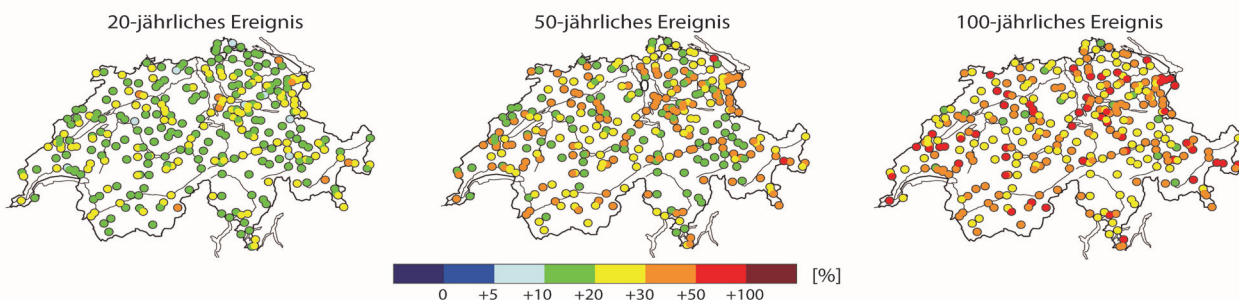 20-jährliches Ereignis
50-jährliches Ereignis
100-jährliches Ereignis
[%]
0 +5 +10 +20 +30 +50 +100